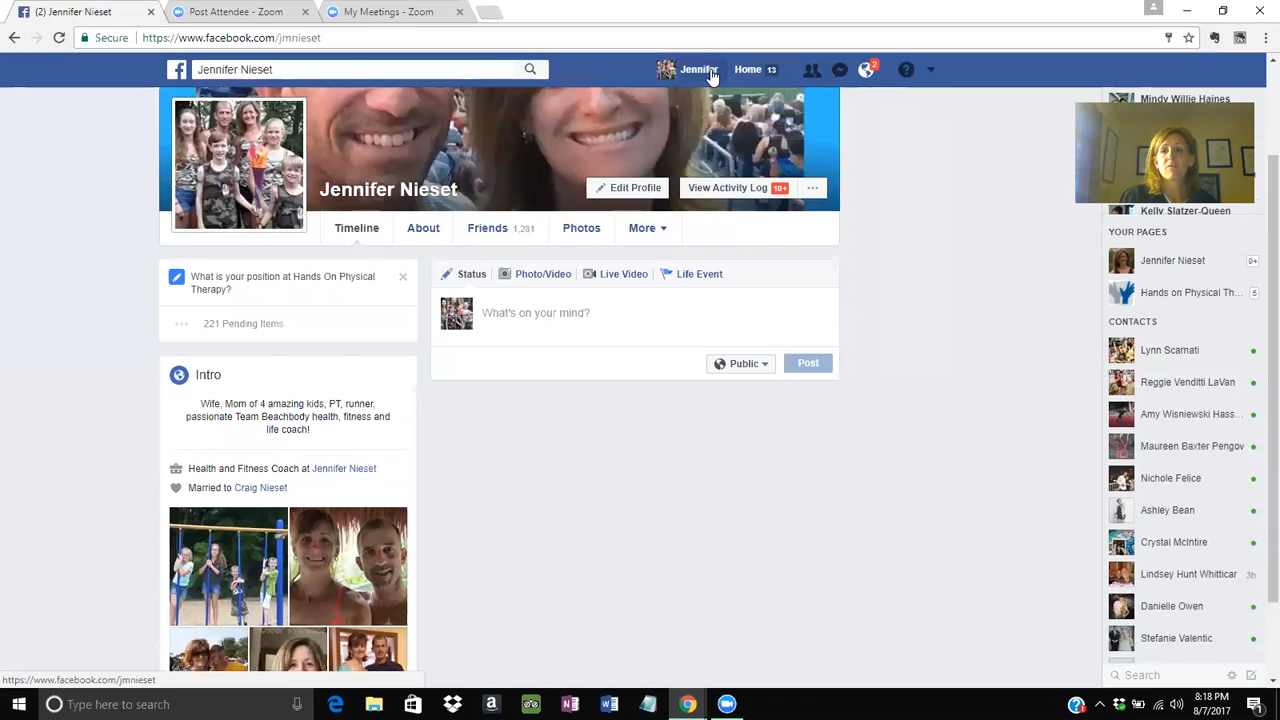 (2) Jennifer Nieset
Post Attendee - Zoom
My Meetings - Zoom
Secure
https://www.facebook.com/jmnieset
Jennifer Nieset
Jennifer
Home 13
2
Mindy Willie Haines
Jennifer Nieset
Edit Profile
View Activity Log 10+
Kelly Slatzer-Queen
Timeline
About
Friends 1,281
Photos
More
YOUR PAGES
Jennifer Nieset 9+
Hands on Physical Th... 5
What is your position at Hands On Physical
Therapy?
221 Pending Items
Status
Photo/Video
Live Video
Life Event
What's on your mind?
Public
Post
Intro
Wife, Mom of 4 amazing kids, PT, runner,
passionate Team Beachbody health, fitness and
life coach!
Health and Fitness Coach at Jennifer Nieset
Married to Craig Nieset
CONTACTS
Lynn Scarnati
Reggie Venditti LaVan
Amy Wisniewski Hass...
Maureen Baxter Pengov
Nichole Felice
Ashley Bean
Crystal McIntire
Lindsey Hunt Whitticar 3h
Danielle Owen
Stefanie Valentic
Search
https://www.facebook.com/jmnieset
Type here to search
8:18 PM
8/7/2017